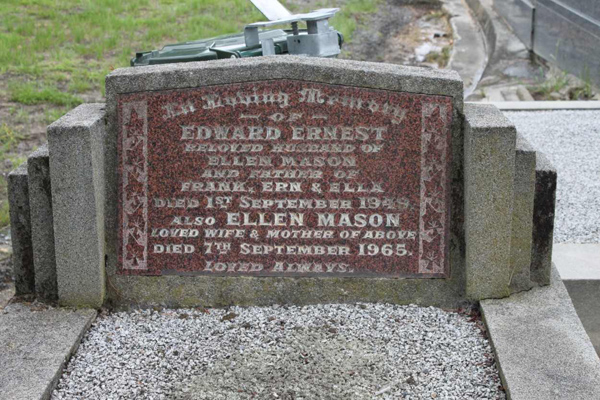 In Loving Memory
– OF –
EDWARD ERNEST
BELOVED HUSBAND OF
ELLEN MASON
AND FATHER OF
FRANK, ERN & ELLA
DIED 1ST SEPTEMBER 1949.
ALSO ELLEN MASON
LOVED WIFE & MOTHER OF ABOVE
DIED 7TH SEPTEMBER 1965.
LOVED ALWAYS.